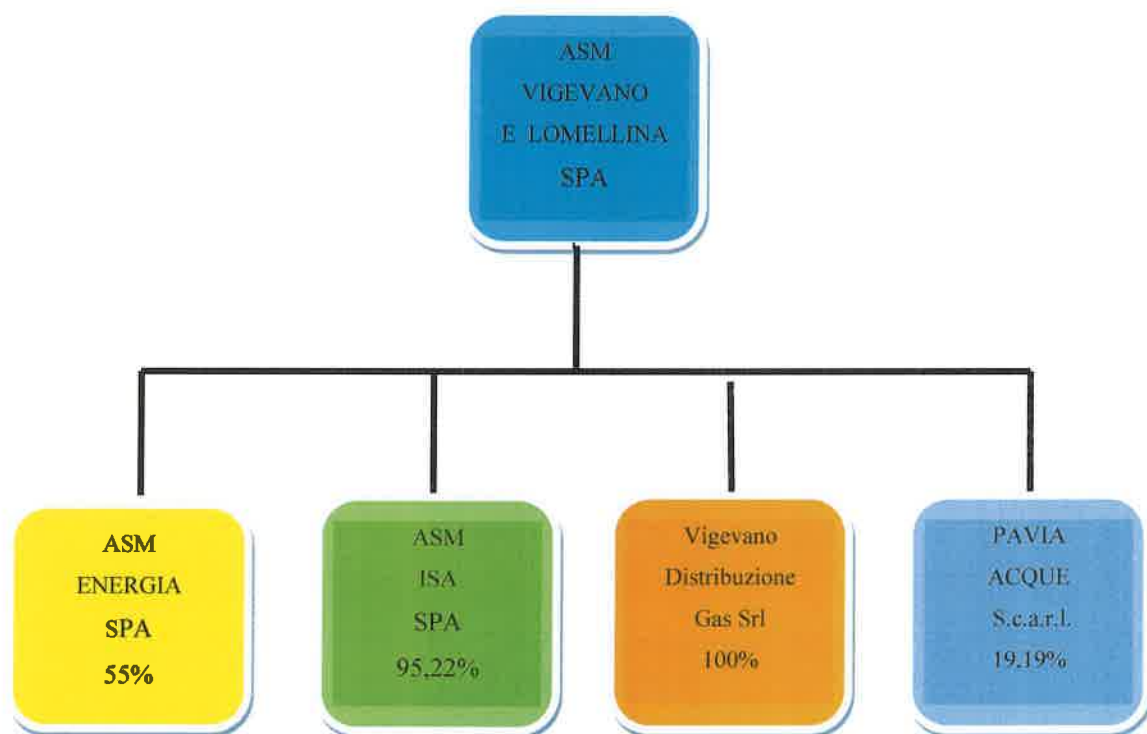 ASM
VIGEVANO
E LOMELLINA
SPA
ASM
ENERGIA
SPA
55%
ASM
ISA
SPA
95,22%
Vigevano
Distribuzione
Gas Srl
100%
PAVIA
ACQUE
S.c.a.r.l.
19,19%